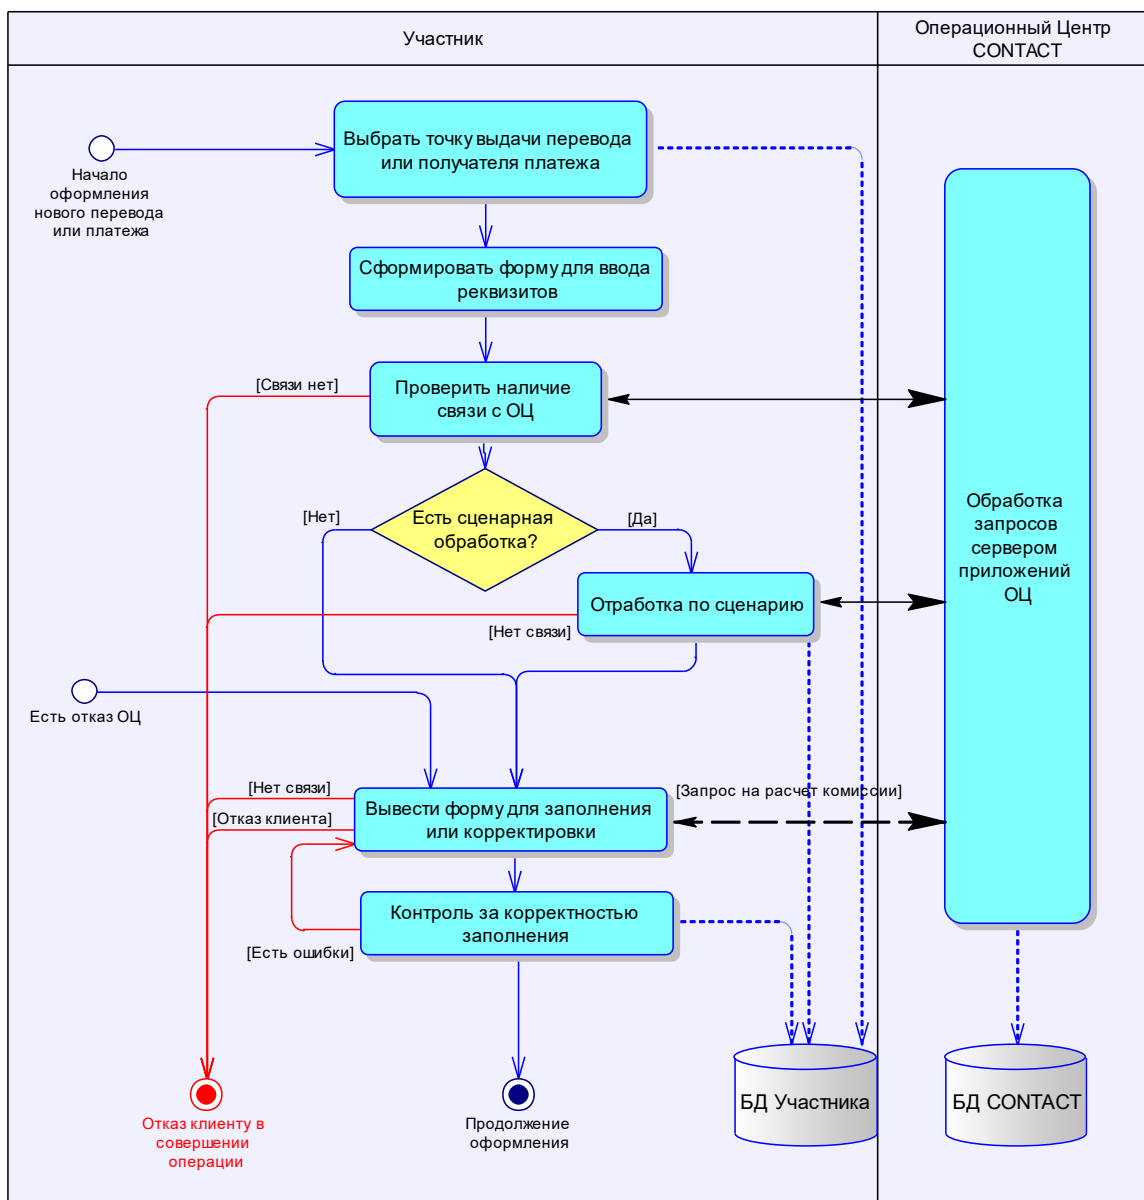 Участник
Операционный Центр
CONTACT
Выбрать точку выдачи перевода
или получателя платежа
Начало
оформления
нового перевода
или платежа
Сформировать форму для ввода
реквизитов
[Связи нет]
Проверить наличие
связи с ОЦ
[Нет]
Есть сценарная
обработка?
[Да]
Обработка
запросов
сервером
приложений
ОЦ
Отработка по сценарию
[Нет связи]
Есть отказ ОЦ
[Нет связи]
[Отказ клиента]
Вывести форму для заполнения
или корректировки
[Запрос на расчет комиссии]
Контроль за корректностью
заполнения
[Есть ошибки]
БД Участника
БД CONTACT
Отказ клиенту в
совершении
операции
Продолжение
оформления